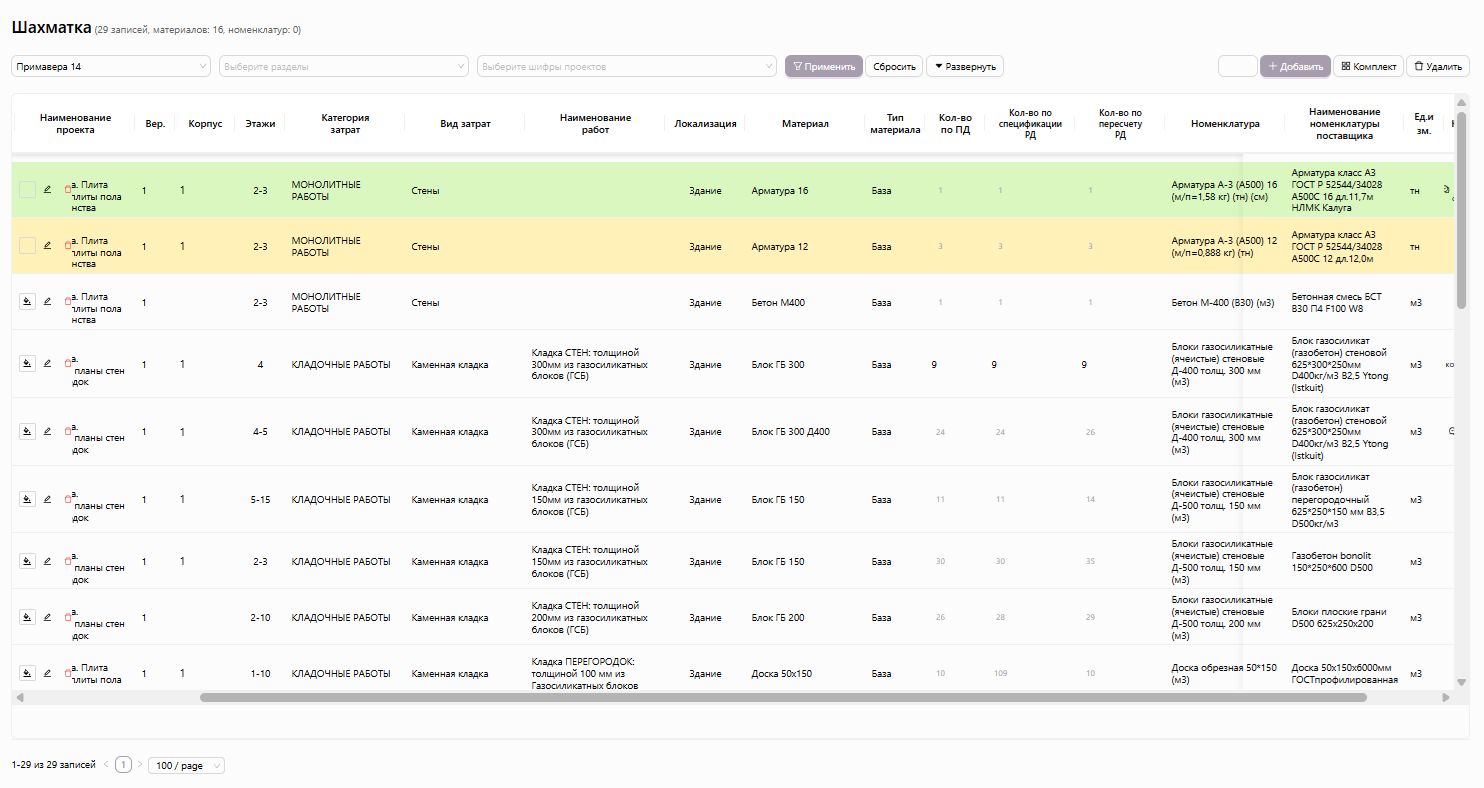 Шахматка (29 записей, материалов: 16, номенклатур: 0)
Примавера 14 Выберите разделы Выберите шифры проектов Применить Сбросить Развернуть Добавить Комплект Удалить
Наименование проекта Вер. Корпус Этажи Категория затрат Вид затрат Наименование работ Локализация Материал Тип материала Кол-во по ПД Кол-во по спецификации РД Кол-во по пересчету РД Номенклатура Наименование номенклатуры поставщика Ед.и зм.
а. Плита плиты пола нства 1 1 2-3 МОНОЛИТНЫЕ РАБОТЫ Стены Здание Арматура 16 База 1 1 1 Арматура А-3 (А500) 16 (м/п=1,58 кг) (тн) (см) Арматура класс А3 ГОСТ Р 52544/34028 А500С 16 дл.11,7м НЛМК Калуга тн
а. Плита плиты пола нства 1 1 2-3 МОНОЛИТНЫЕ РАБОТЫ Стены Здание Арматура 12 База 3 3 3 Арматура А-3 (А500) 12 (м/п=0,888 кг) (тн) Арматура класс А3 ГОСТ Р 52544/34028 А500С 12 дл.12,0м тн
а. Плита плиты пола нства 1 2-3 МОНОЛИТНЫЕ РАБОТЫ Стены Здание Бетон М400 База 1 1 1 Бетон М-400 (В30) (м3) Бетонная смесь БСТ В30 П4 F100 W8 м3
а. планы стен док 1 1 4 КЛАДОЧНЫЕ РАБОТЫ Каменная кладка Кладка СТЕН: толщиной 300мм из газосиликатных блоков (ГСБ) Здание Блок ГБ 300 База 9 9 9 Блоки газосиликатные (ячеистые) стеновые Д-400 толщ. 300 мм (м3) Блок газосиликат (газобетон) стеновой 625*300*250мм D400кг/м3 B2,5 Ytong (Istkuit) м3 ко
а. планы стен док 1 1 4-5 КЛАДОЧНЫЕ РАБОТЫ Каменная кладка Кладка СТЕН: толщиной 300мм из газосиликатных блоков (ГСБ) Здание Блок ГБ 300 Д400 База 24 24 26 Блоки газосиликатные (ячеистые) стеновые Д-400 толщ. 300 мм (м3) Блок газосиликат (газобетон) стеновой 625*300*250мм D400кг/м3 B2,5 Ytong (Istkuit) м3
а. планы стен док 1 1 5-15 КЛАДОЧНЫЕ РАБОТЫ Каменная кладка Кладка СТЕН: толщиной 150мм из газосиликатных блоков (ГСБ) Здание Блок ГБ 150 База 11 11 14 Блоки газосиликатные (ячеистые) стеновые Д-500 толщ. 150 мм (м3) Блок газосиликат (газобетон) перегородочный 625*250*150 мм B3,5 D500кг/м3 м3
а. планы стен док 1 1 2-3 КЛАДОЧНЫЕ РАБОТЫ Каменная кладка Кладка СТЕН: толщиной 150мм из газосиликатных блоков (ГСБ) Здание Блок ГБ 150 База 30 30 35 Блоки газосиликатные (ячеистые) стеновые Д-500 толщ. 150 мм (м3) Газобетон bonolit 150*250*600 D500 м3
а. планы стен док 1 2-10 КЛАДОЧНЫЕ РАБОТЫ Каменная кладка Кладка СТЕН: толщиной 200мм из газосиликатных блоков (ГСБ) Здание Блок ГБ 200 База 26 28 29 Блоки газосиликатные (ячеистые) стеновые Д-500 толщ. 200 мм (м3) Блоки плоские грани D500 625х250х200 м3
а. Плита плиты пола 1 1 1-10 КЛАДОЧНЫЕ РАБОТЫ Каменная кладка Кладка ПЕРЕГОРОДОК: толщиной 100 мм из Газосиликатных блоков Здание Доска 50х150 База 10 109 10 Доска обрезная 50*150 (м3) Доска 50х150х6000мм ГОСТпрофилированная м3
1-29 из 29 записей 1 100 / page